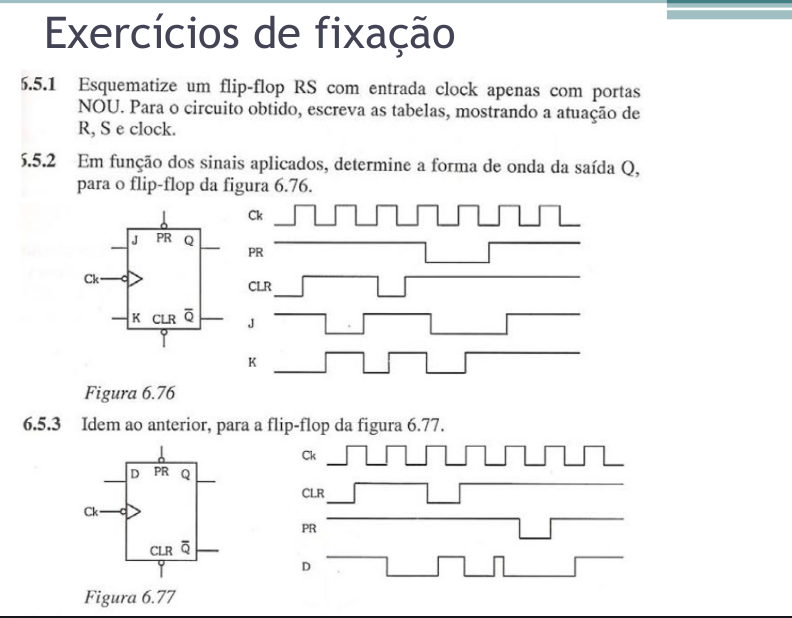 Exercícios de fixação
6.5.1 Esquematize um flip-flop RS com entrada clock apenas com portas
NOU. Para o circuito obtido, escreva as tabelas, mostrando a atuação de
R, S e clock.
6.5.2 Em função dos sinais aplicados, determine a forma de onda da saída Q,
para o flip-flop da figura 6.76.
J PR Q
Ck
K CLR Q̅
Ck
PR
CLR
J
K
Figura 6.76
6.5.3 Idem ao anterior, para a flip-flop da figura 6.77.
D PR Q
Ck
CLR Q̅
Ck
CLR
PR
D
Figura 6.77